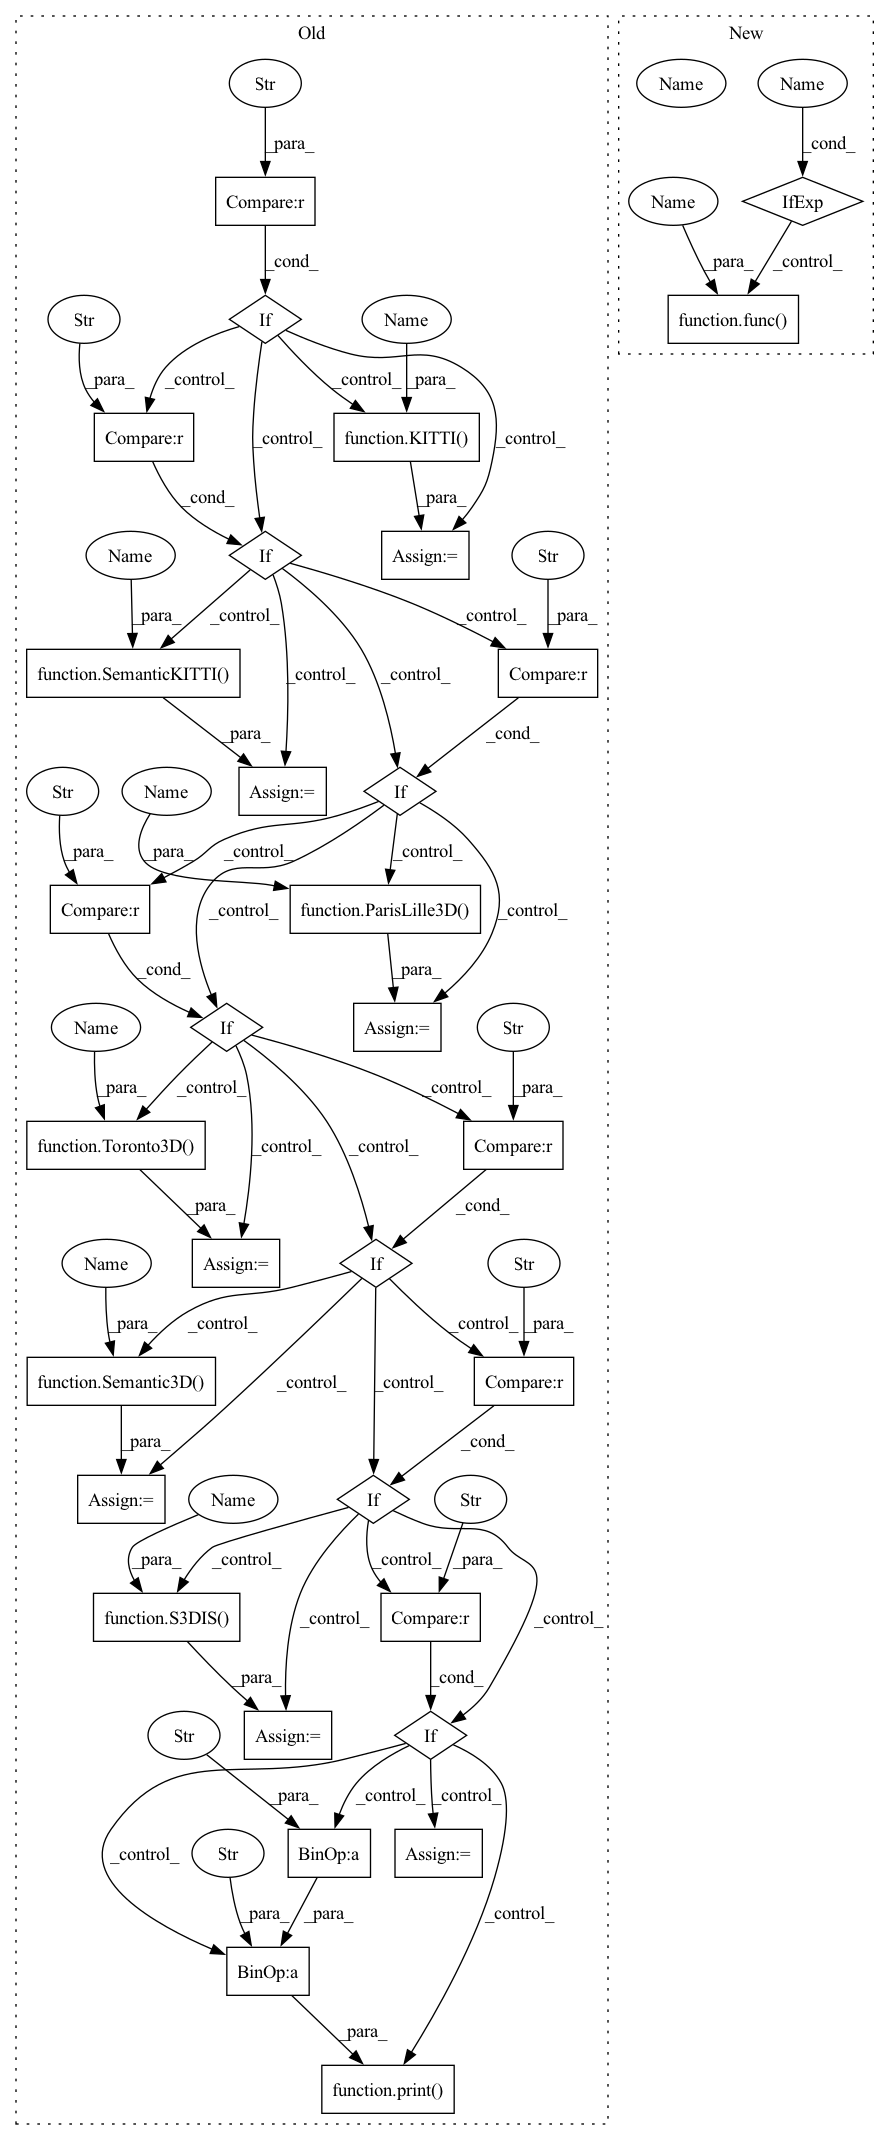 Old
New
Str
Name
Name
_para_
_cond_
Compare:r
Name
IfExp
_cond_
_para_
_control_
Str
If
Name
function.func()
_para_
_control_
_control_
_para_
_control_
_control_
Compare:r
function.KITTI()
_cond_
_para_
Name
If
Assign:=
Str
_para_
_control_
_control_
_control_
_control_
_para_
function.SemanticKITTI()
Compare:r
_para_
_cond_
Str
Name
Assign:=
If
_para_
_para_
_control_
_control_
_control_
_control_
Compare:r
function.ParisLille3D()
_cond_
_para_
Name
If
Assign:=
Str
_para_
_control_
_control_
_control_
_control_
_para_
function.Toronto3D()
Compare:r
_para_
_cond_
Name
Assign:=
If
Str
_para_
_control_
_control_
_control_
_control_
_para_
function.Semantic3D()
Compare:r
_para_
_cond_
Assign:=
Name
If
Str
_para_
_control_
_control_
_control_
_para_
_control_
function.S3DIS()
Compare:r
_para_
_cond_
Str
Assign:=
If
_para_
_control_
_control_
_control_
_control_
Str
BinOp:a
Assign:=
_para_
_para_
BinOp:a
_para_
function.print()